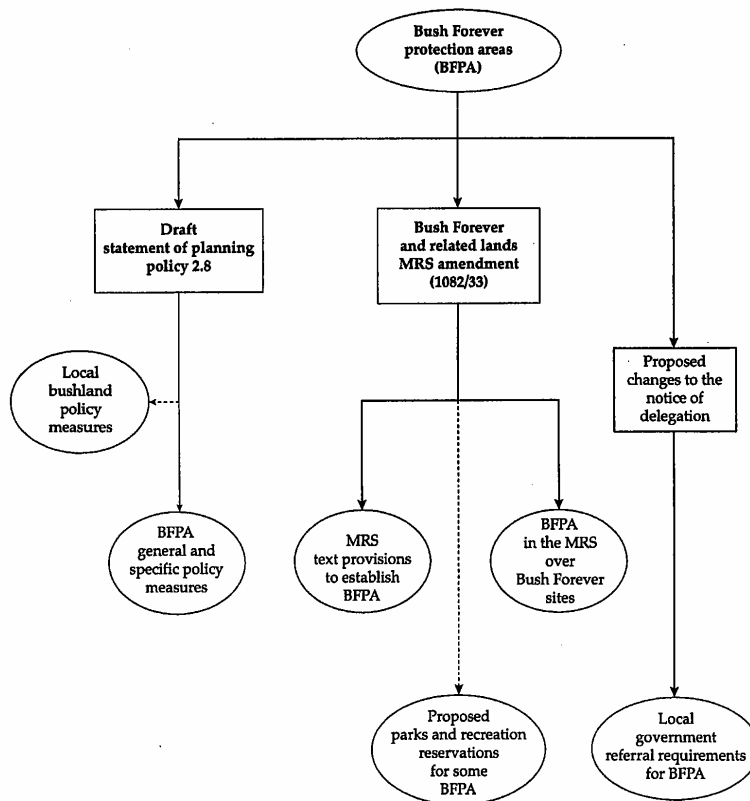 Bush Forever
protection areas
(BFPA)
Draft
statement of planning
policy 2.8
Bush Forever
and related lands
MRS amendment
(1082/33)
Proposed
changes to the
notice of
delegation
Local
bushland
policy
measures
BFPA
general and
specific policy
measures
MRS
text provisions
to establish
BFPA
BFPA
in the MRS
over
Bush Forever
sites
Proposed
parks and recreation
reservations
for some
BFPA
Local
government
referral requirements
for BFPA